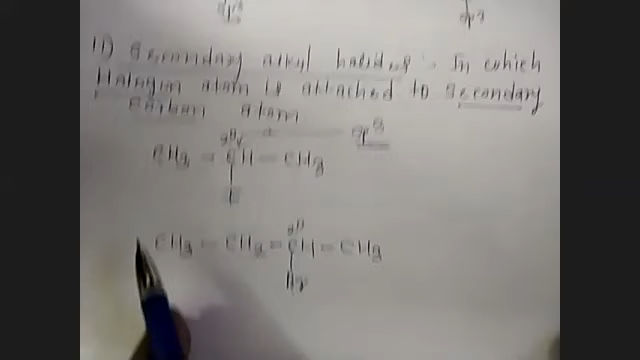 ii) Secondary alkyl halides - In which
Halogen atom is attached to secondary
carbon atom
sp3
CH3 - CH - CH3
CH3 - CH2 - CH - CH3
Br